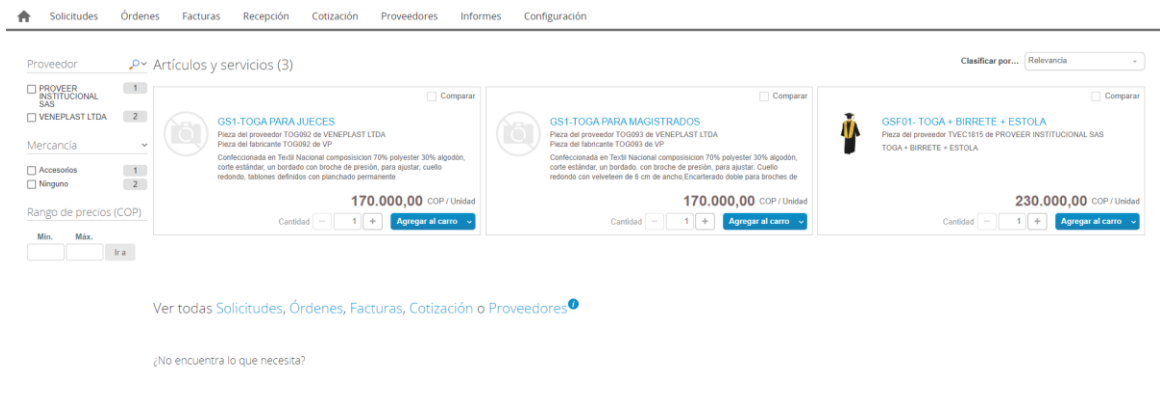 Solicitudes Órdenes Facturas Recepción Cotización Proveedores Informes Configuración
Proveedor
PROVEER INSTITUCIONAL SAS 1
VENEPLAST LTDA 2
Mercancía
Accesorios 1
Ninguno 2
Rango de precios (COP)
Mín. Máx.
Ir a
Artículos y servicios (3)
Clasificar por... Relevancia
Comparar
GS1-TOGA PARA JUECES
Pieza del proveedor TOG092 de VENEPLAST LTDA
Pieza del fabricante TOG092 de VP
Confeccionada en Textil Nacional composisicion 70% polyester 30% algodón,
corte estándar, un bordado con broche de presión, para ajustar, cuello
redondo, tablones definidos con planchado permanente
170.000,00 COP / Unidad
Cantidad − 1 + Agregar al carro
Comparar
GS1-TOGA PARA MAGISTRADOS
Pieza del proveedor TOG093 de VENEPLAST LTDA
Pieza del fabricante TOG093 de VP
Confeccionada en Textil Nacional composisicion 70% polyester 30% algodón,
corte estándar, un bordado. con broche de presión, para ajustar. Cuello
redondo con velveteen de 6 cm de ancho,Encarterado doble para broches de
170.000,00 COP / Unidad
Cantidad − 1 + Agregar al carro
Comparar
GSF01- TOGA + BIRRETE + ESTOLA
Pieza del proveedor TVEC1815 de PROVEER INSTITUCIONAL SAS
TOGA + BIRRETE + ESTOLA
230.000,00 COP / Unidad
Cantidad − 1 + Agregar al carro
Ver todas Solicitudes, Órdenes, Facturas, Cotización o Proveedores i
¿No encuentra lo que necesita?